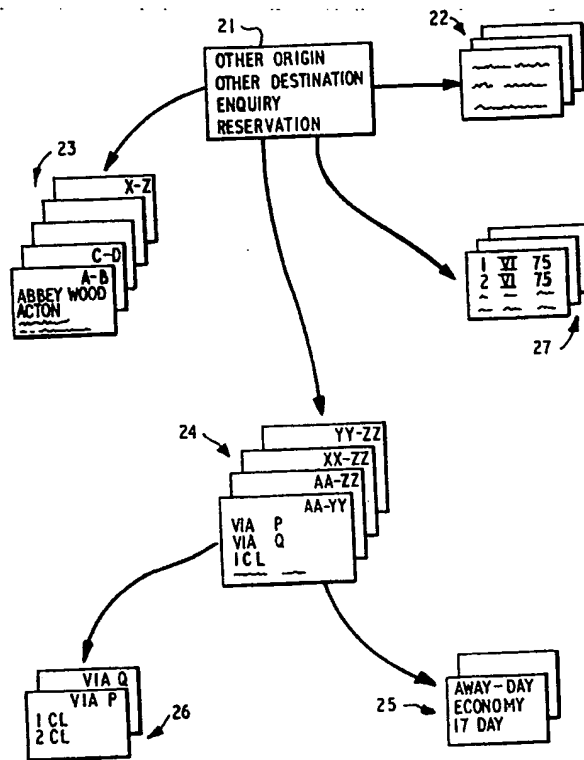 21
OTHER ORIGIN
OTHER DESTINATION
ENQUIRY
RESERVATION
22
23
X-Z
C-D
A-B
ABBEY WOOD
ACTON
1 VI 75
2 VI 75
27
24
YY-ZZ
XX-ZZ
AA-ZZ
AA-YY
VIA P
VIA Q
1CL
VIA Q
VIA P
1 CL
2 CL
26
25
AWAY-DAY
ECONOMY
17 DAY